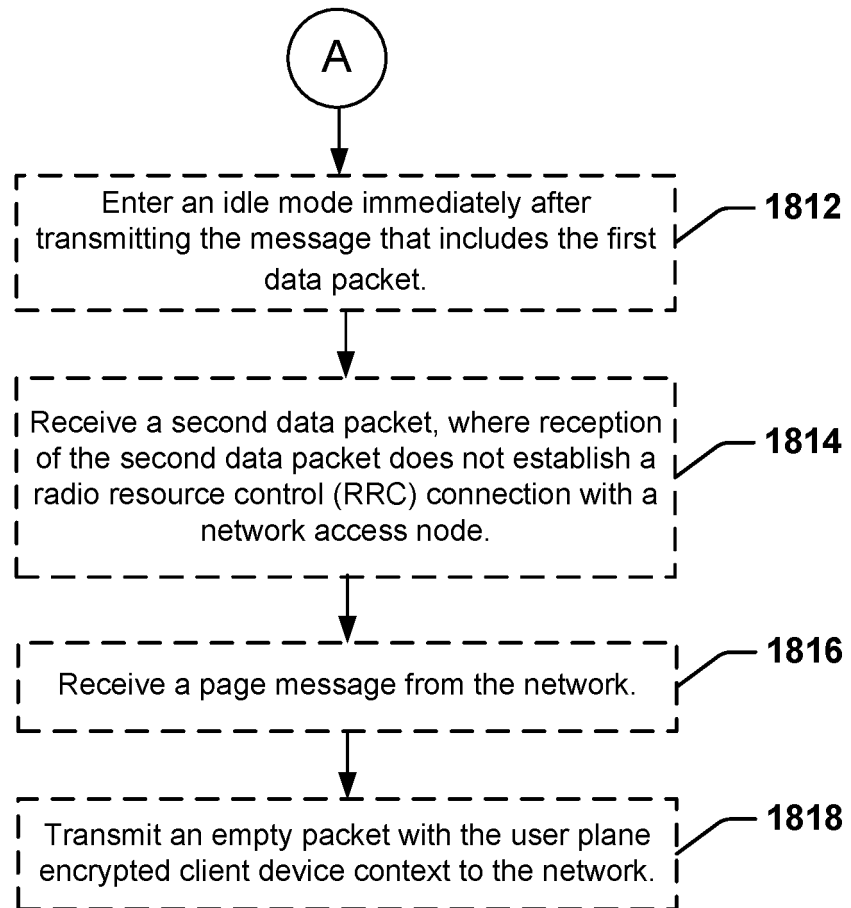 A
Enter an idle mode immediately after
transmitting the message that includes the first
data packet.
1812
Receive a second data packet, where reception
of the second data packet does not establish a
radio resource control (RRC) connection with a
network access node.
1814
Receive a page message from the network.
1816
Transmit an empty packet with the user plane
encrypted client device context to the network.
1818